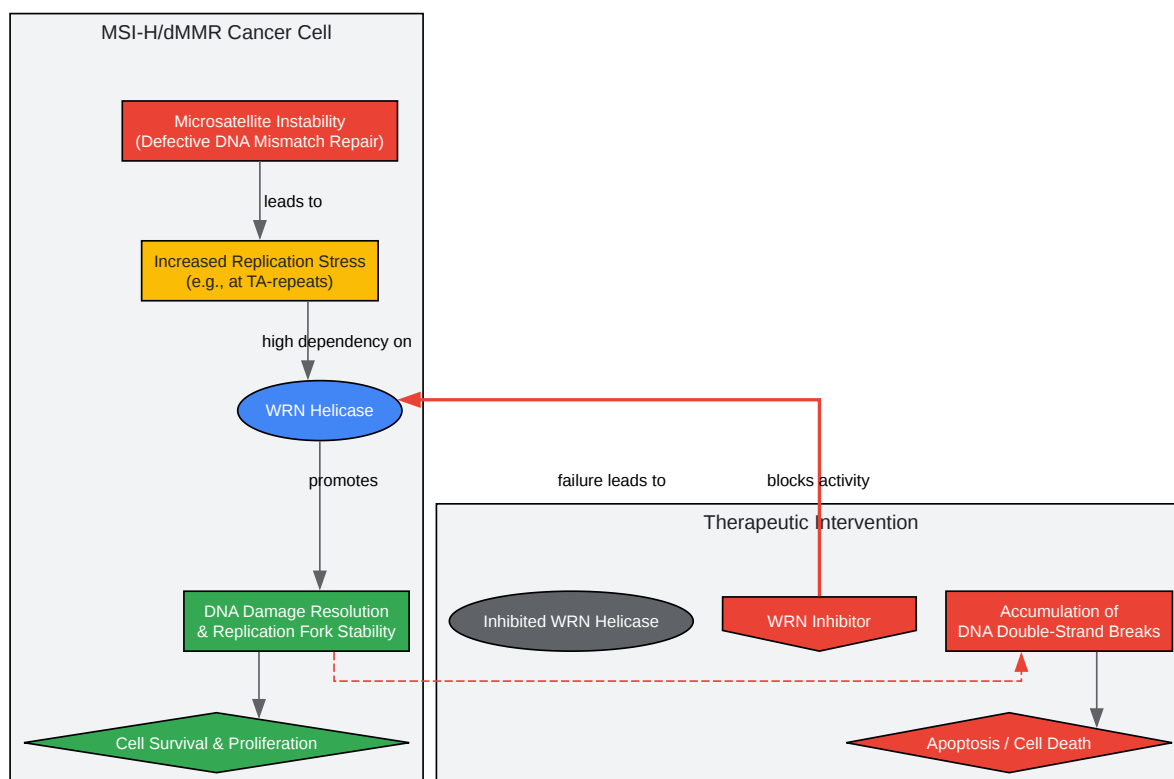 MSI-H/dMMR Cancer Cell
Microsatellite Instability
(Defective DNA Mismatch Repair)
leads to
Increased Replication Stress
(e.g., at TA-repeats)
high dependency on
WRN Helicase
promotes
failure leads to
blocks activity
Therapeutic Intervention
DNA Damage Resolution
& Replication Fork Stability
Inhibited WRN Helicase
WRN Inhibitor
Accumulation of
DNA Double-Strand Breaks
Cell Survival & Proliferation
Apoptosis / Cell Death